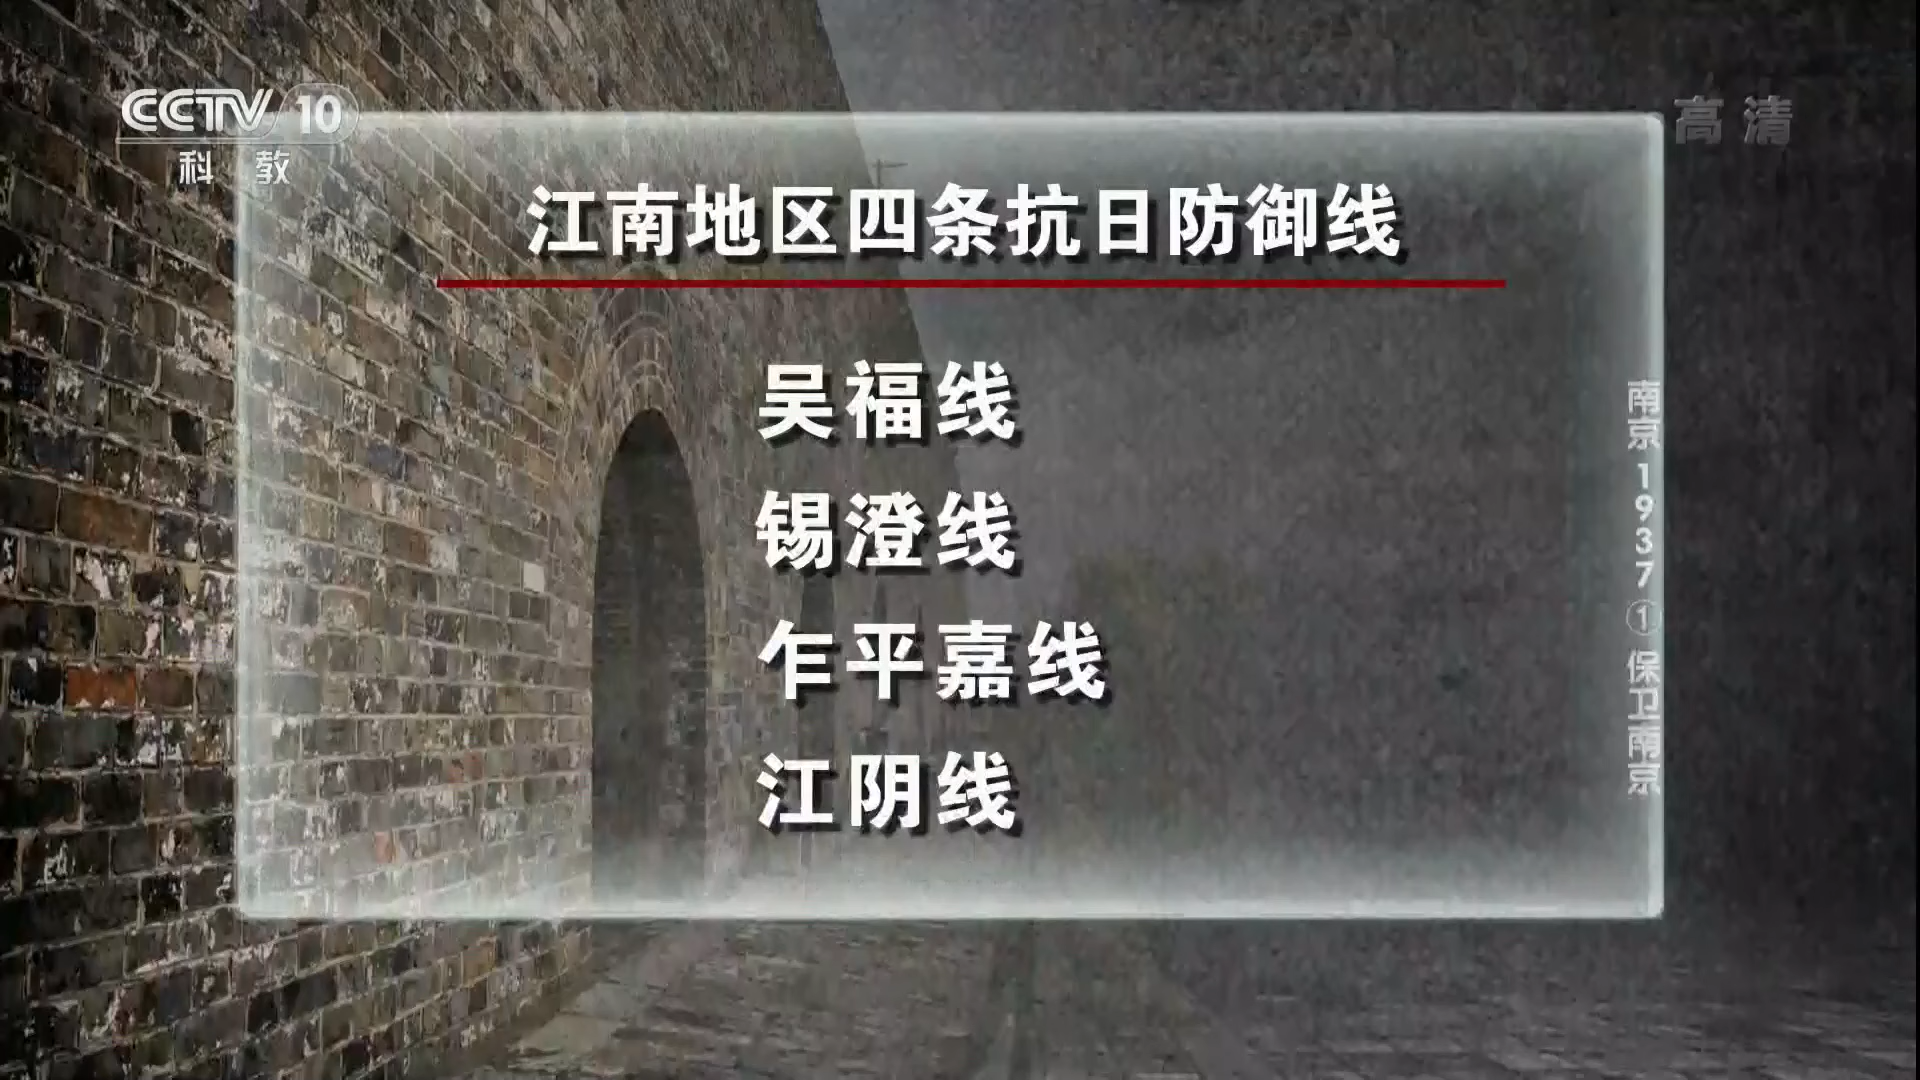 CCTV 10
科教
高清
江南地区四条抗日防御线
吴福线
锡澄线
乍平嘉线
江阴线
南京1937①保卫南京